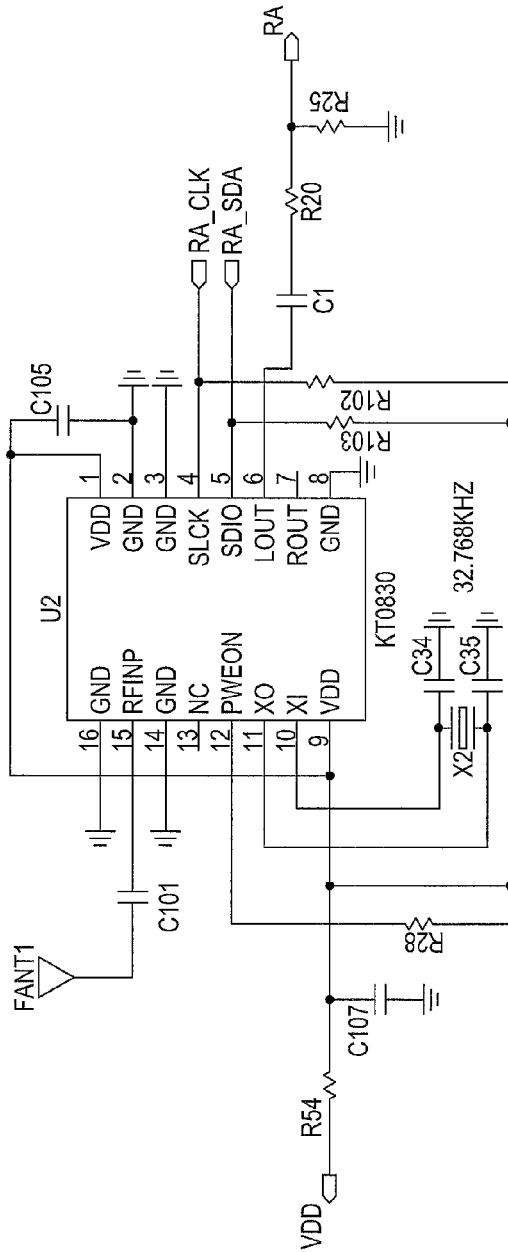 FANT1
C101
U2
C105
16 GND
15 RFINP
14 GND
13 NC
12 PWEON
11 XO
10 XI
9 VDD
VDD 1
GND 2
GND 3
SLCK 4
SDIO 5
LOUT 6
ROUT 7
GND 8
KT0830
RA_CLK
RA_SDA
RA
R25
R20
C1
R102
R103
32.768KHZ
C34
C35
X2
R28
C107
R54
VDD